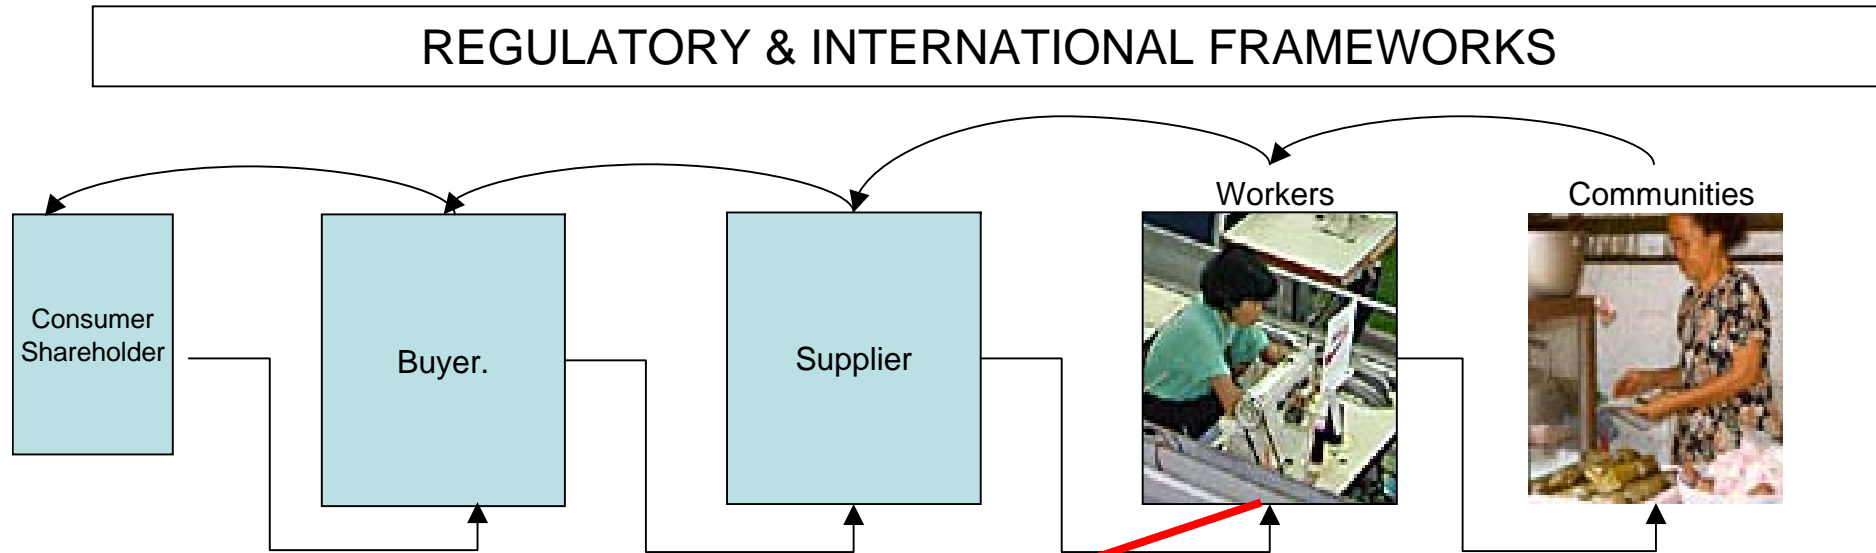 REGULATORY & INTERNATIONAL FRAMEWORKS
Workers
Communities
Consumer
Shareholder
Buyer.
Supplier